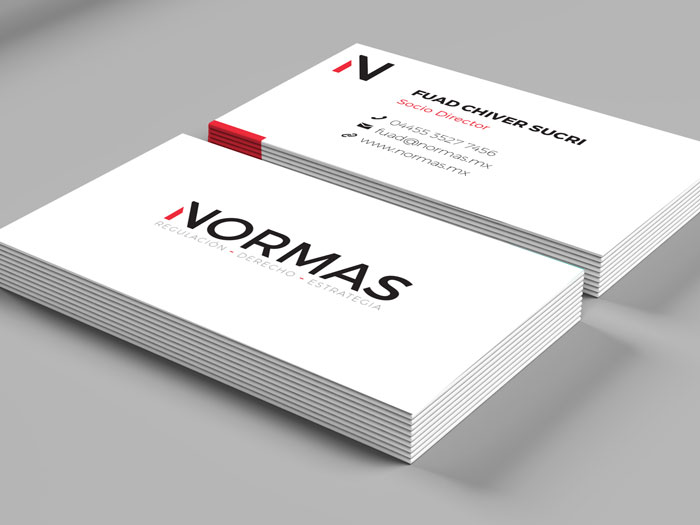 N
FUAD CHIVER SUCRI
Socio Director
04455 3527 7456
fuad@normas.mx
www.normas.mx
NORMAS
REGULACIÓN - DERECHO - ESTRATEGIA